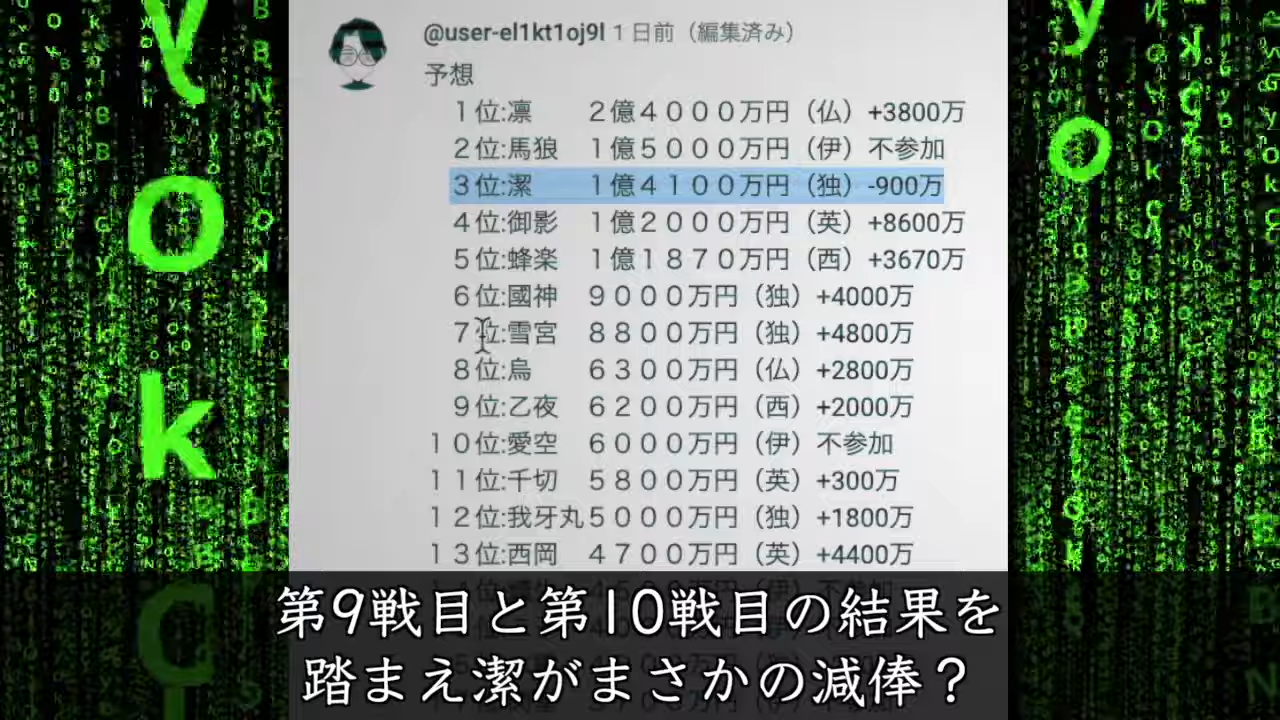 @user-el1kt1oj9l 1日前（編集済み）
予想
１位:凛 ２億４０００万円（仏）+3800万
２位:馬狼 １億５０００万円（伊）不参加
３位:潔 １億４１００万円（独）-900万
４位:御影 １億２０００万円（英）+8600万
５位:蜂楽 １億１８７０万円（西）+3670万
６位:國神 ９０００万円（独）+4000万
７位:雪宮 ８８００万円（独）+4800万
８位:烏 ６３００万円（仏）+2800万
９位:乙夜 ６２００万円（西）+2000万
１０位:愛空 ６０００万円（伊）不参加
１１位:千切 ５８００万円（英）+300万
１２位:我牙丸５０００万円（独）+1800万
１３位:西岡 ４７００万円（英）+4400万
第9戦目と第10戦目の結果を
踏まえ潔がまさかの減俸？